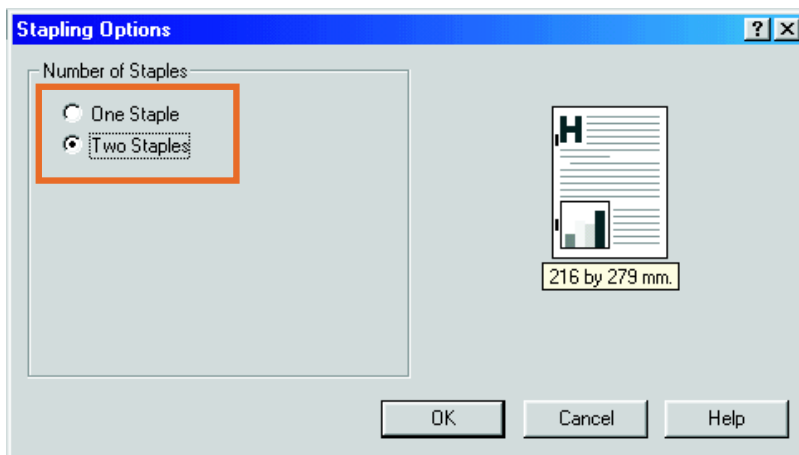 Stapling Options
Number of Staples
One Staple
Two Staples
H
216 by 279 mm.
OK Cancel Help